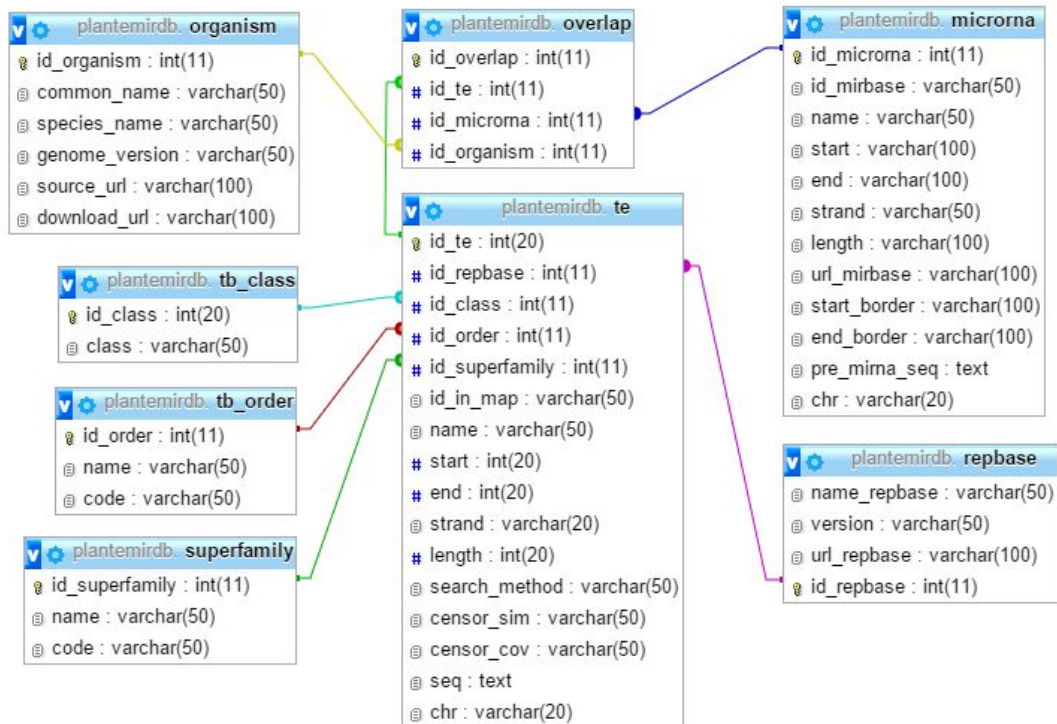 plantemirdb. organism
id_organism : int(11)
common_name : varchar(50)
species_name : varchar(50)
genome_version : varchar(50)
source_url : varchar(100)
download_url : varchar(100)
plantemirdb. overlap
id_overlap : int(11)
id_te : int(11)
id_microrna : int(11)
id_organism : int(11)
plantemirdb. microrna
id_microrna : int(11)
id_mirbase : varchar(50)
name : varchar(50)
start : varchar(100)
end : varchar(100)
strand : varchar(50)
length : varchar(100)
url_mirbase : varchar(100)
start_border : varchar(100)
end_border : varchar(100)
pre_mirna_seq : text
chr : varchar(20)
plantemirdb. tb_class
id_class : int(20)
class : varchar(50)
plantemirdb. tb_order
id_order : int(11)
name : varchar(50)
code : varchar(50)
plantemirdb. superfamily
id_superfamily : int(11)
name : varchar(50)
code : varchar(50)
plantemirdb. te
id_te : int(20)
id_repbase : int(11)
id_class : int(11)
id_order : int(11)
id_superfamily : int(11)
id_in_map : varchar(50)
name : varchar(50)
start : int(20)
end : int(20)
strand : varchar(20)
length : int(20)
search_method : varchar(50)
censor_sim : varchar(50)
censor_cov : varchar(50)
seq : text
chr : varchar(20)
plantemirdb. repbase
name_repbase : varchar(50)
version : varchar(50)
url_repbase : varchar(100)
id_repbase : int(11)